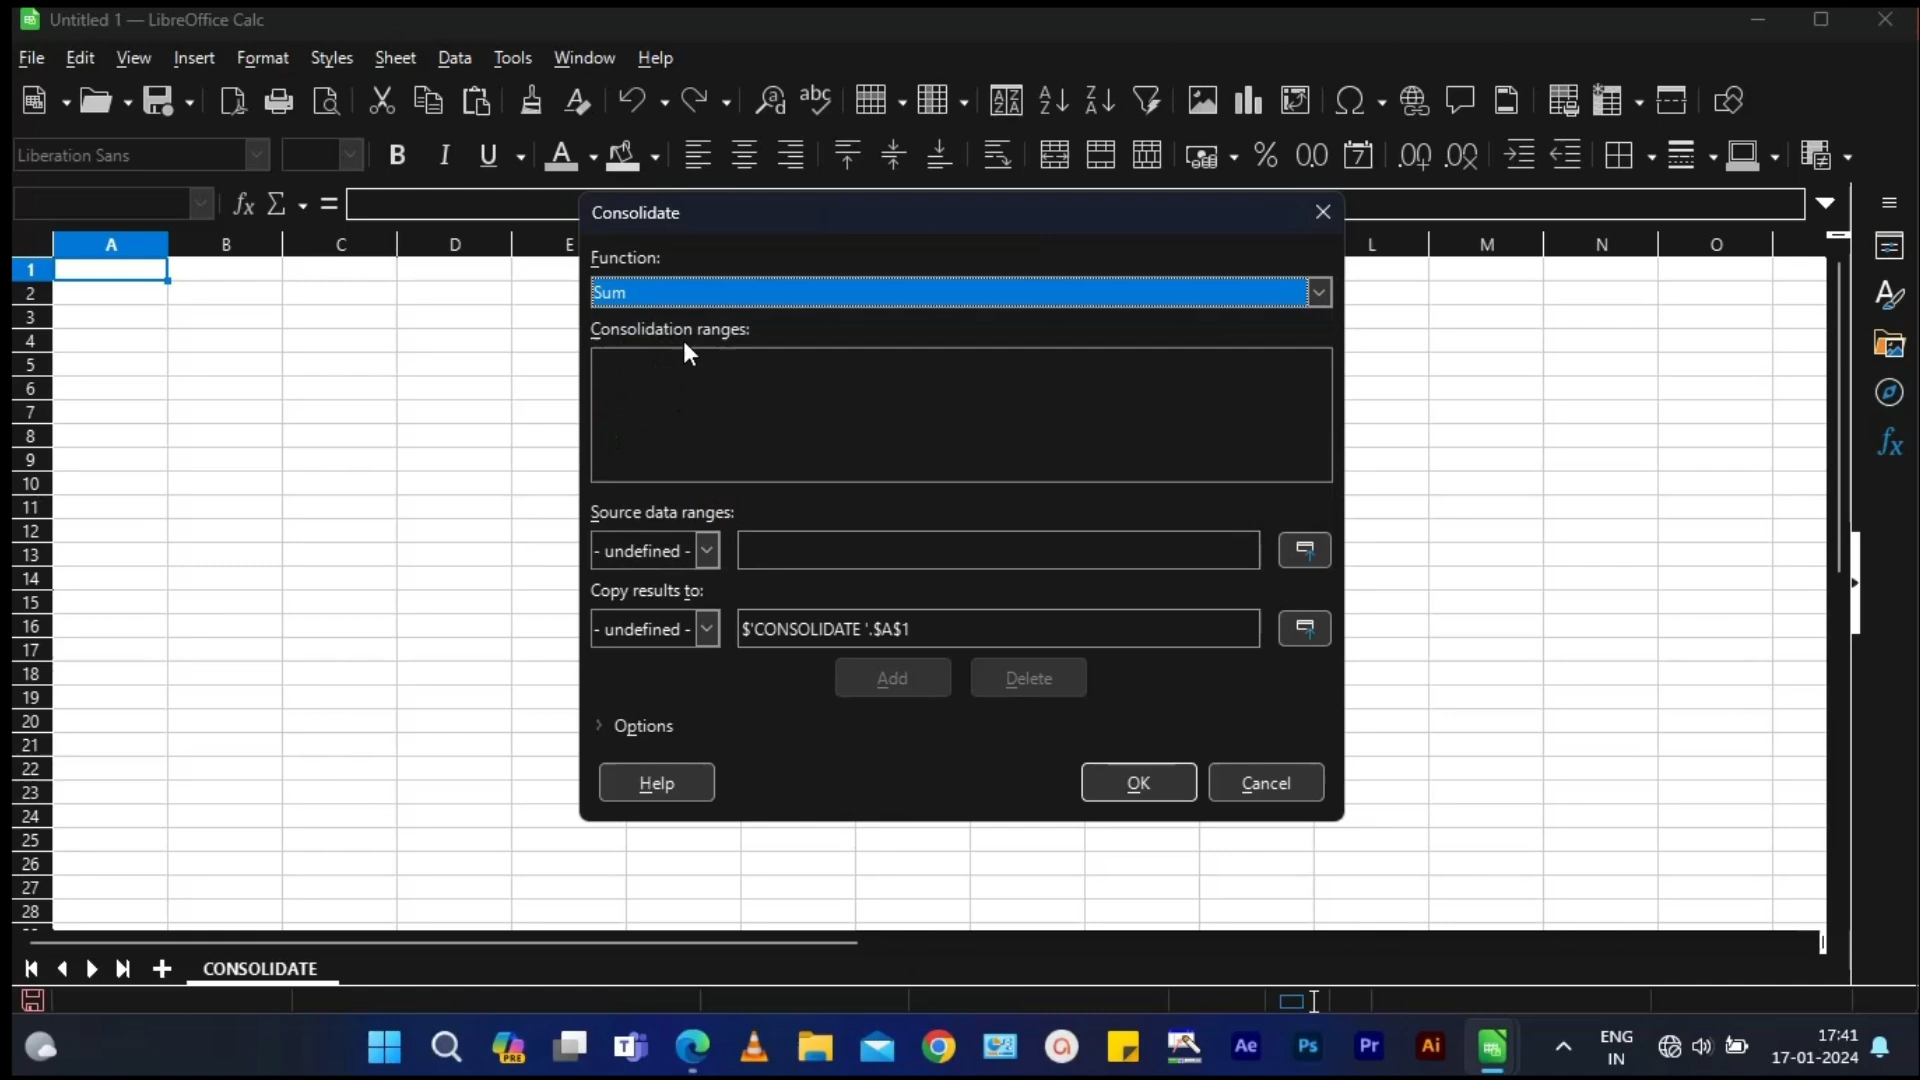 Untitled 1 — LibreOffice Calc
File Edit View Insert Format Styles Sheet Data Tools Window Help
Liberation Sans
Consolidate
Function:
Sum
Consolidation ranges:
Source data ranges:
- undefined -
Copy results to:
- undefined - $'CONSOLIDATE '.$A$1
Add Delete
Options
Help OK Cancel
A B C D E L M N O
1
2
3
4
5
6
7
8
9
10
11
12
13
14
15
16
17
18
19
20
21
22
23
24
25
26
27
28
CONSOLIDATE
ENG
IN
17:41
17-01-2024